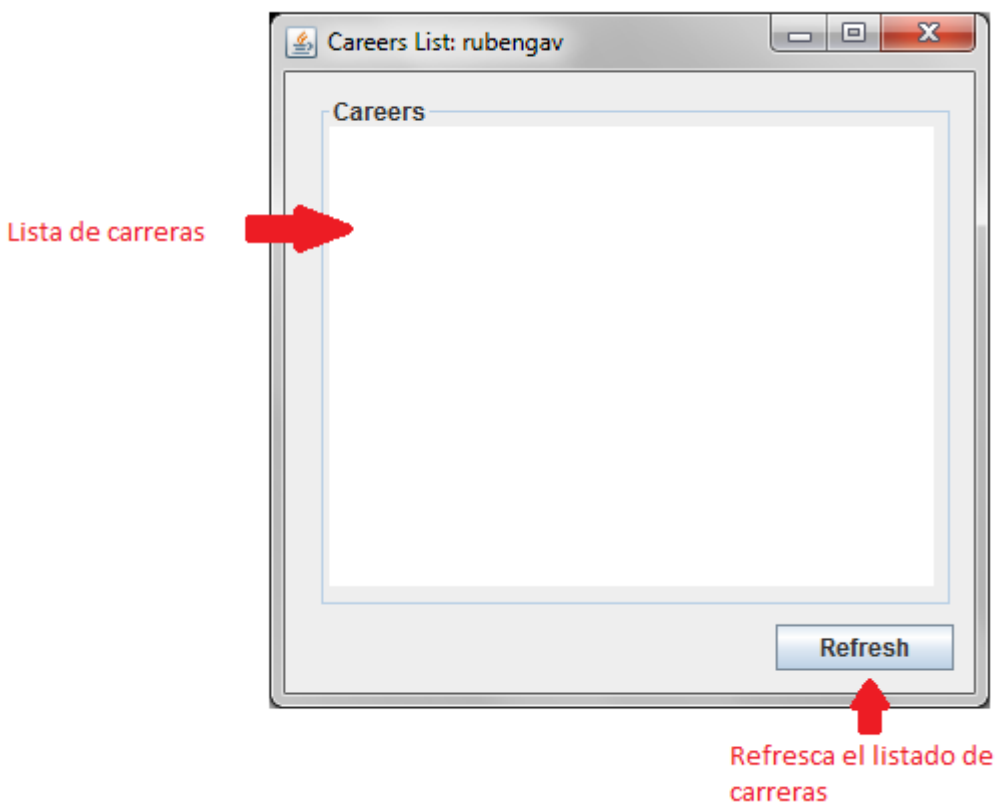 Careers List: rubengav
Careers
Lista de carreras
Refresh
Refresca el listado de
carreras